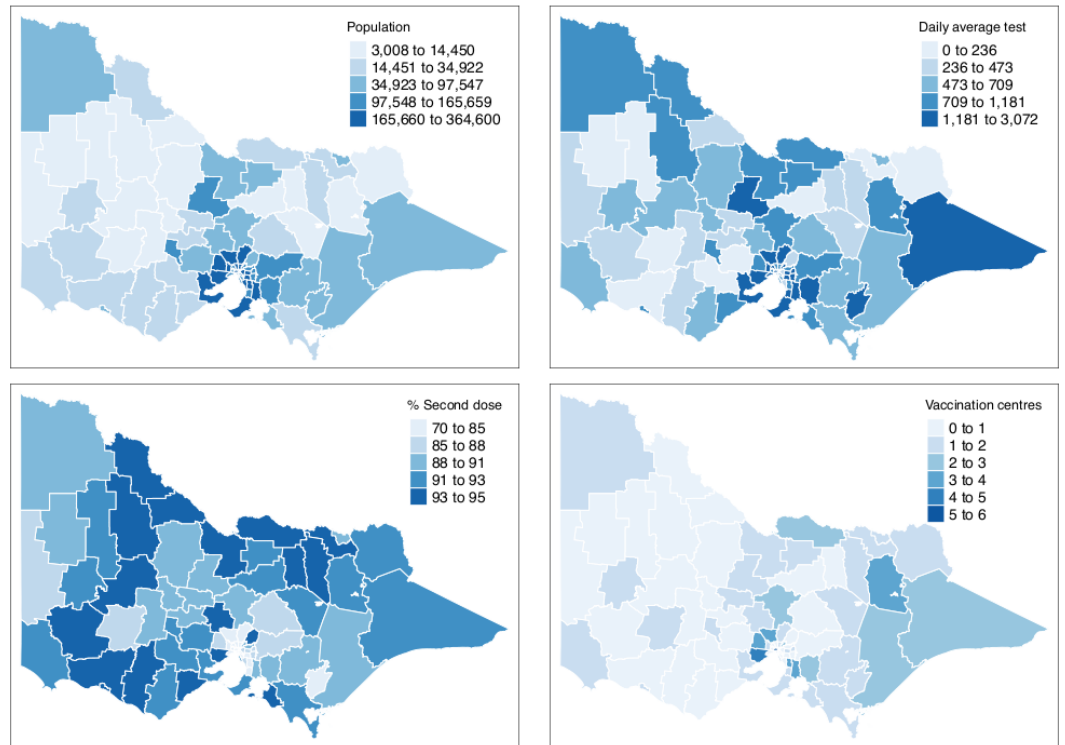 Population
3,008 to 14,450
14,451 to 34,922
34,923 to 97,547
97,548 to 165,659
165,660 to 364,600
Daily average test
0 to 236
236 to 473
473 to 709
709 to 1,181
1,181 to 3,072
% Second dose
70 to 85
85 to 88
88 to 91
91 to 93
93 to 95
Vaccination centres
0 to 1
1 to 2
2 to 3
3 to 4
4 to 5
5 to 6